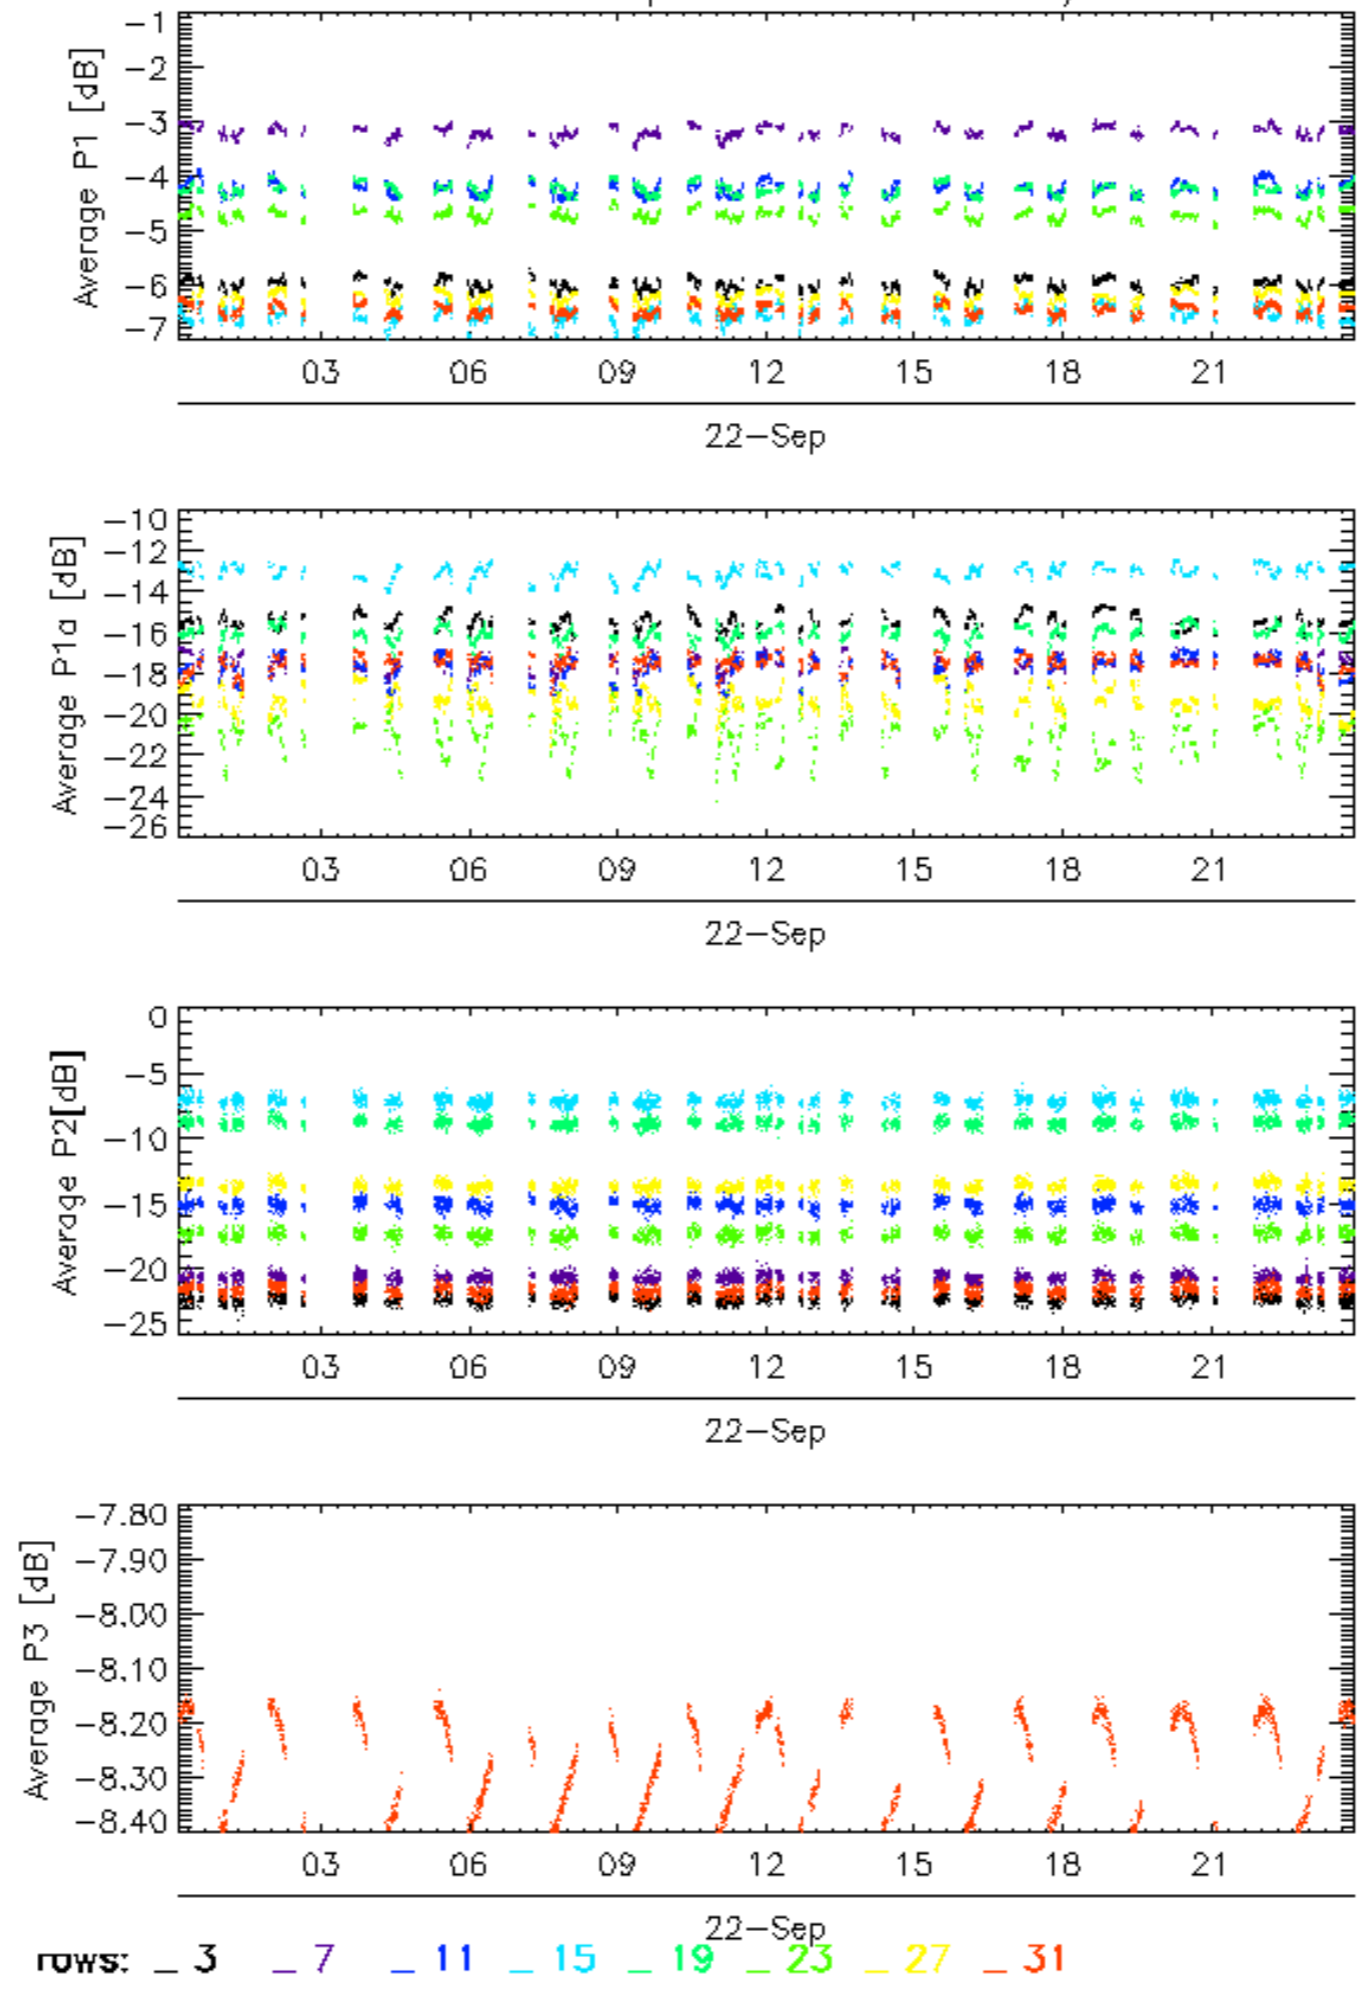 Average P1 [dB]
-1
-2
-3
-4
-5
-6
-7
03 06 09 12 15 18 21
22-Sep
Average P1a [dB]
-10
-12
-14
-16
-18
-20
-22
-24
-26
03 06 09 12 15 18 21
22-Sep
Average P2[dB]
0
-5
-10
-15
-20
-25
03 06 09 12 15 18 21
22-Sep
Average P3 [dB]
-7.80
-7.90
-8.00
-8.10
-8.20
-8.30
-8.40
03 06 09 12 15 18 21
22-Sep
rows: _ 3 _ 7 _ 11 _ 15 _ 19 _ 23 _ 27 _ 31